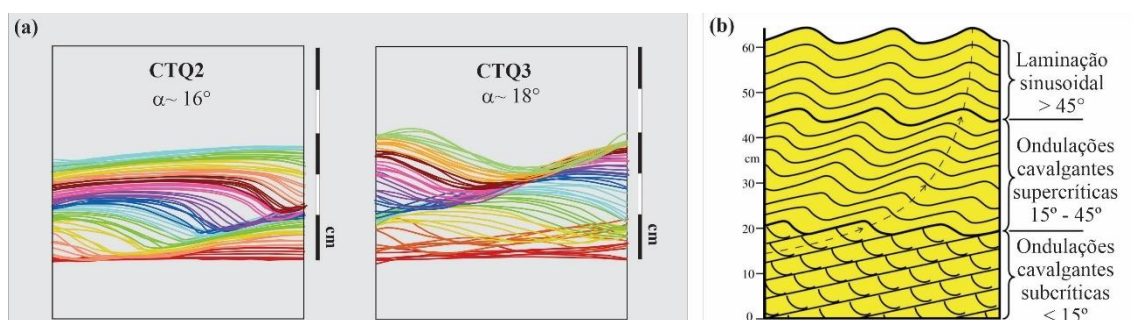 (a)
CTQ2
α~ 16°
CTQ3
α~ 18°
cm
cm
(b)
60
50
40
cm
30
20
10
0
Laminação
sinusoidal
> 45°
Ondulações
cavalgantes
supercríticas
15º - 45º
Ondulações
cavalgantes
subcríticas
< 15º